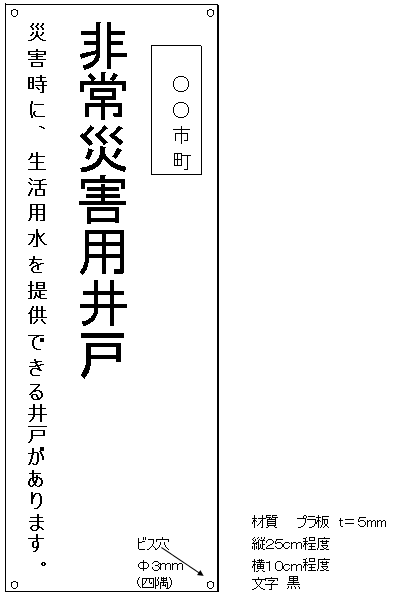 〇〇市町
非常災害用井戸
災害時に、生活用水を提供できる井戸があります。
ビス穴
Φ3mm
(四隅)
材質 プラ板 t=5mm
縦25cm程度
横10cm程度
文字 黒